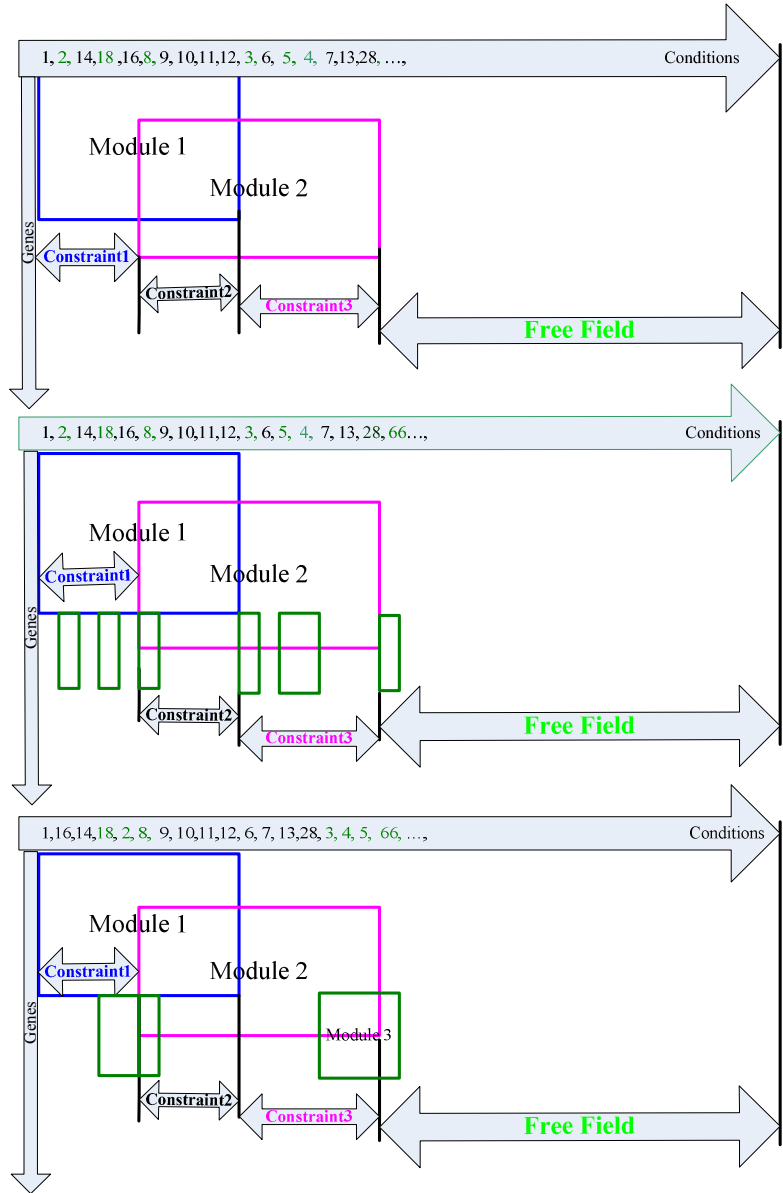 1, 2, 14,18 ,16,8, 9, 10,11,12, 3, 6, 5, 4, 7,13,28, …, Conditions
Module 1
Module 2
Genes
Constraint1
Constraint2
Constraint3
Free Field
1, 2, 14,18,16, 8, 9, 10,11,12, 3, 6, 5, 4, 7, 13, 28, 66…, Conditions
Module 1
Module 2
Constraint1
Genes
Constraint2
Constraint3
Free Field
1,16,14,18, 2, 8, 9, 10,11,12, 6, 7, 13,28, 3, 4, 5, 66, …, Conditions
Module 1
Module 2
Constraint1
Genes
Module 3
Constraint2
Constraint3
Free Field